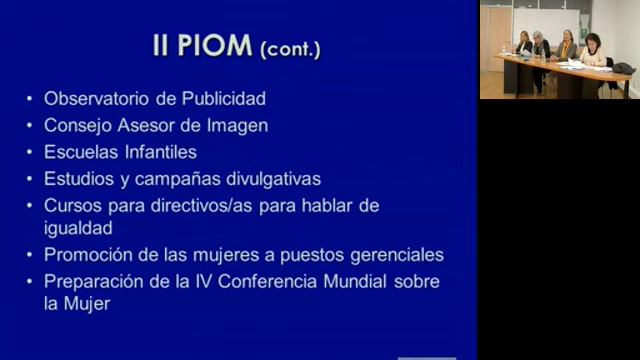 II PIOM (cont.)
• Observatorio de Publicidad
• Consejo Asesor de Imagen
• Escuelas Infantiles
• Estudios y campañas divulgativas
• Cursos para directivos/as para hablar de
igualdad
• Promoción de las mujeres a puestos gerenciales
• Preparación de la IV Conferencia Mundial sobre
la Mujer